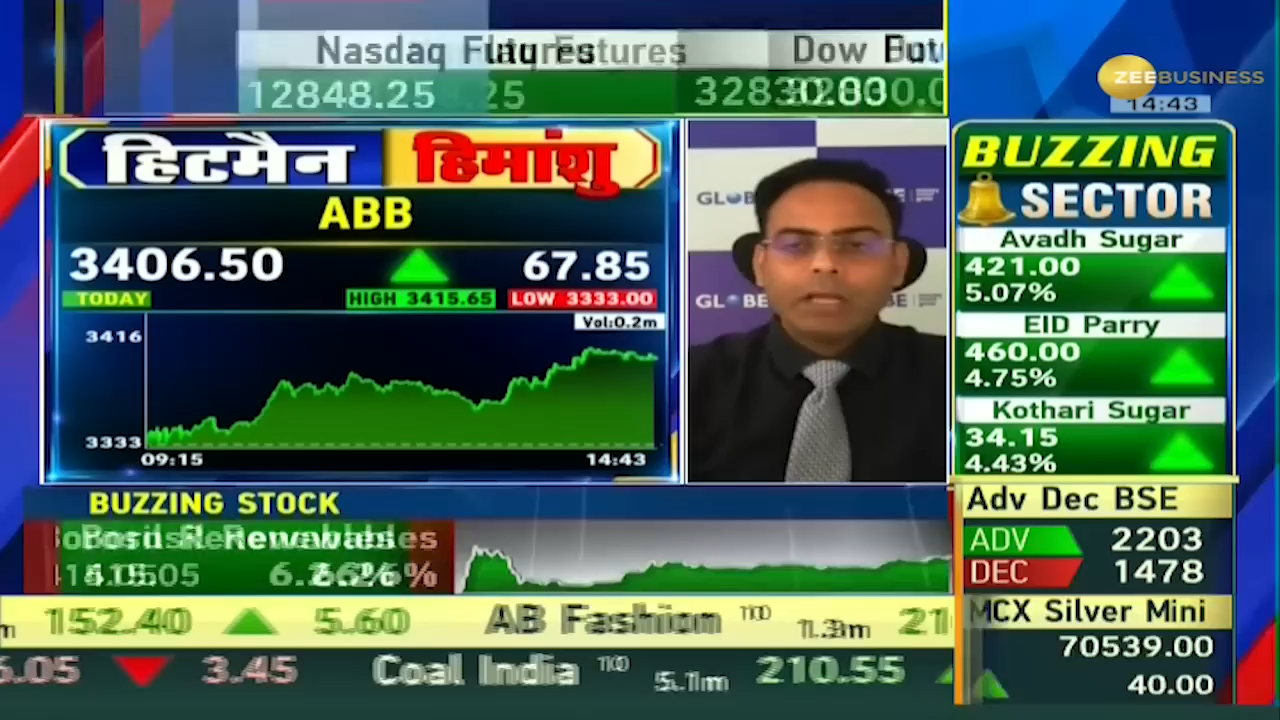 Nasdaq Futures
Dow
12848.25
ZEEBUSINESS
14:43
हिटमैन हिमांशु
ABB
3406.50 67.85
TODAY HIGH 3415.65 LOW 3333.00
Vol:0.2m
3416
3333
09:15 14:43
BUZZING
SECTOR
Avadh Sugar
421.00
5.07%
EID Parry
460.00
4.75%
Kothari Sugar
34.15
4.43%
BUZZING STOCK
Adv Dec BSE
ADV 2203
DEC 1478
MCX Silver Mini
70539.00
40.00
152.40 5.60 AB Fashion 1.3m
3.45 Coal India 5.1m 210.55